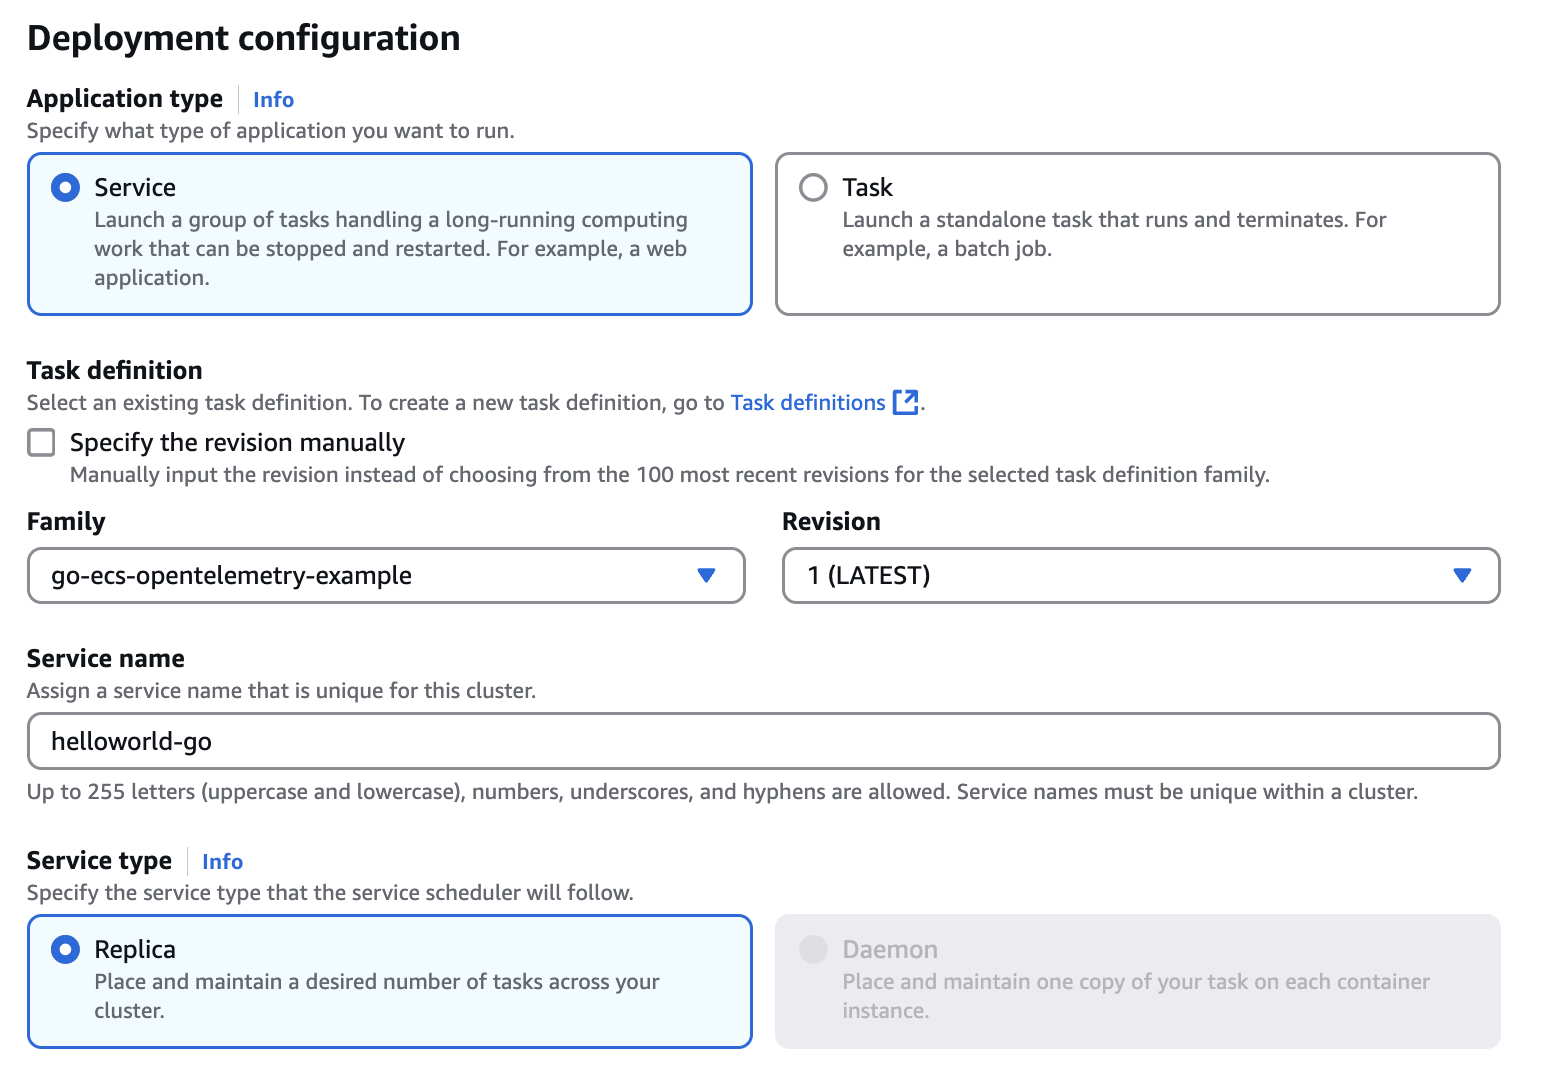 Deployment configuration
Application type Info
Specify what type of application you want to run.
Service
Launch a group of tasks handling a long-running computing
work that can be stopped and restarted. For example, a web
application.
Task
Launch a standalone task that runs and terminates. For
example, a batch job.
Task definition
Select an existing task definition. To create a new task definition, go to Task definitions .
Specify the revision manually
Manually input the revision instead of choosing from the 100 most recent revisions for the selected task definition family.
Family
go-ecs-opentelemetry-example
Revision
1 (LATEST)
Service name
Assign a service name that is unique for this cluster.
helloworld-go
Up to 255 letters (uppercase and lowercase), numbers, underscores, and hyphens are allowed. Service names must be unique within a cluster.
Service type Info
Specify the service type that the service scheduler will follow.
Replica
Place and maintain a desired number of tasks across your
cluster.
Daemon
Place and maintain one copy of your task on each container
instance.